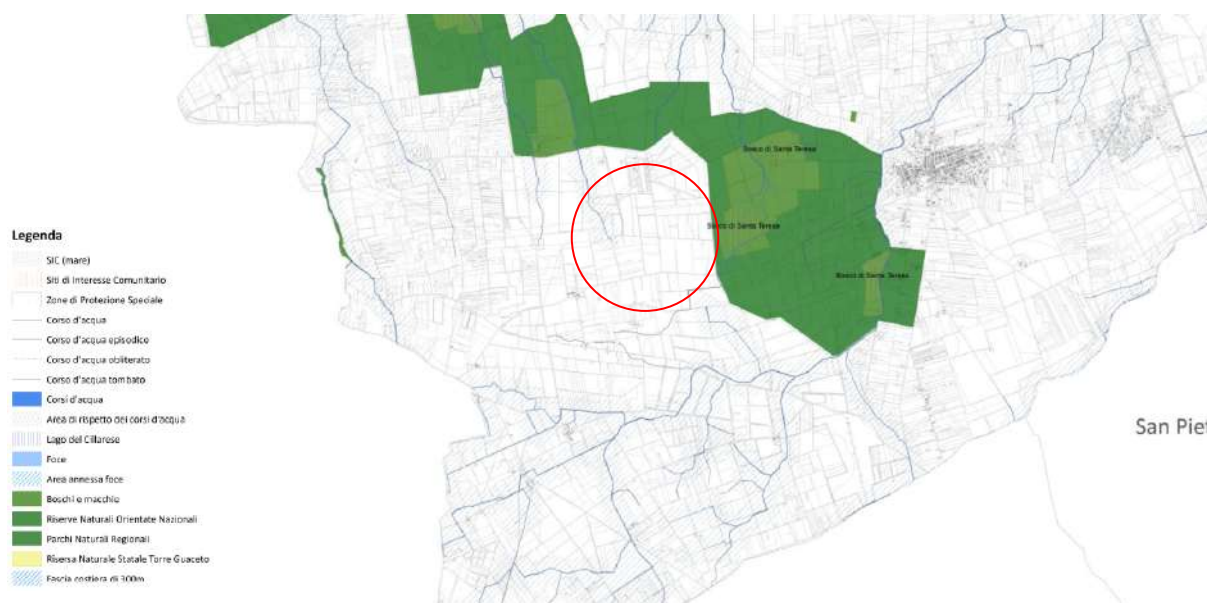 Bosco di Santa Teresa
Bosco di Santa Teresa
Bosco di Santa Teresa
Legenda
SIC (mare)
Siti di Interesse Comunitario
Zone di Protezione Speciale
Corso d'acqua
Corso d'acqua episodico
Corso d'acqua obliterato
Corso d'acqua tombato
Corsi d'acqua
Area di rispetto dei corsi d'acqua
Lago del Cillarese
Foce
Area annessa foce
Boschi e macchie
Riserve Naturali Orientate Nazionali
Parchi Naturali Regionali
Riserva Naturale Statale Torre Guaceto
Fascia costiera di 300m
San Piet